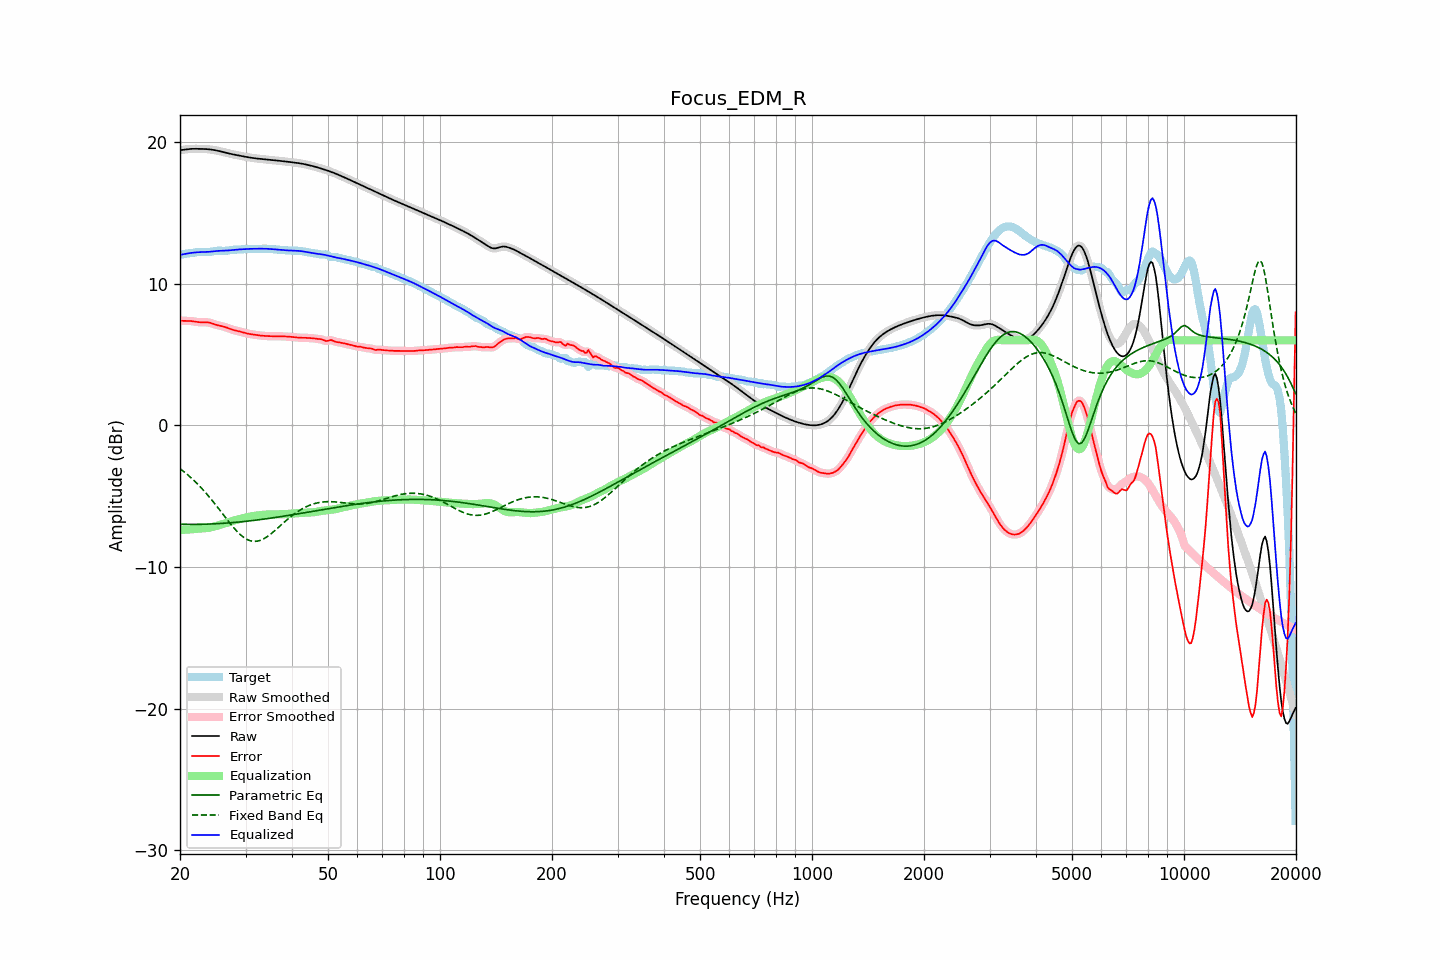 Focus_EDM_R
20
10
0
−10
−20
−30
Amplitude (dBr)
Target
Raw Smoothed
Error Smoothed
Raw
Error
Equalization
Parametric Eq
Fixed Band Eq
Equalized
20 50 100 200 500 1000 2000 5000 10000 20000
Frequency (Hz)